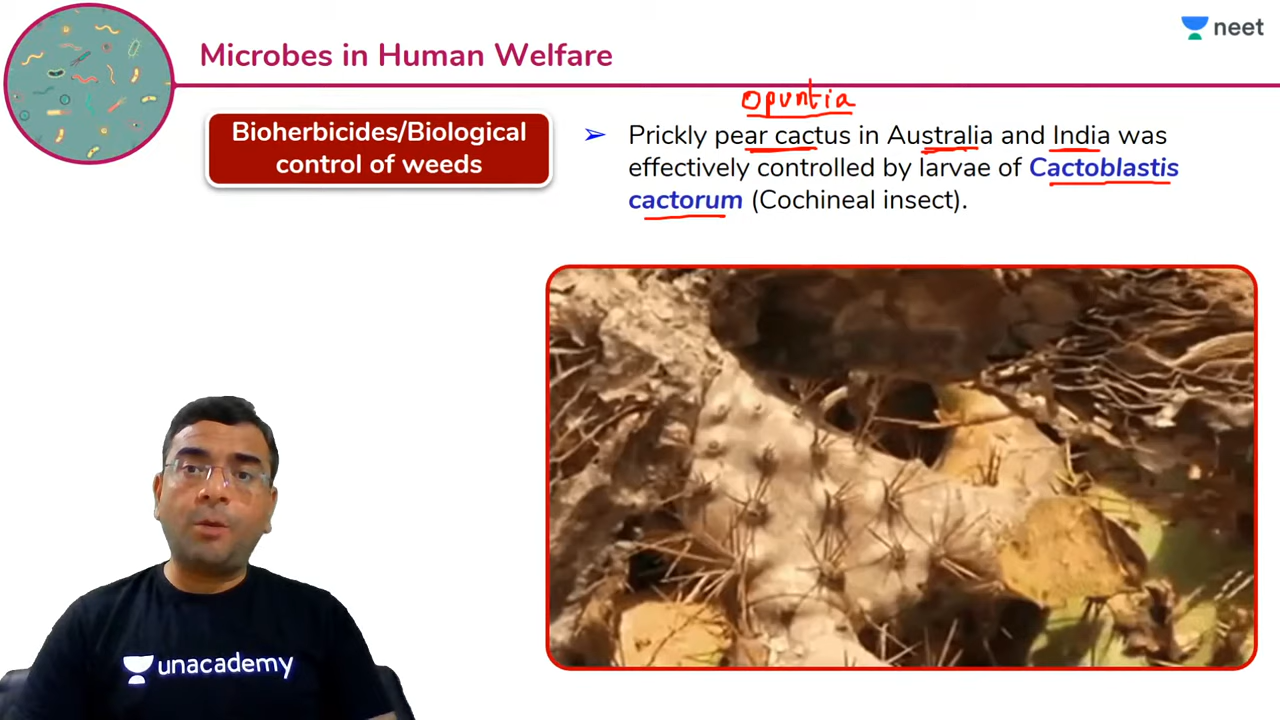 neet
Microbes in Human Welfare
Opuntia
Bioherbicides/Biological
control of weeds
➢ Prickly pear cactus in Australia and India was
effectively controlled by larvae of Cactoblastis
cactorum (Cochineal insect).
unacademy